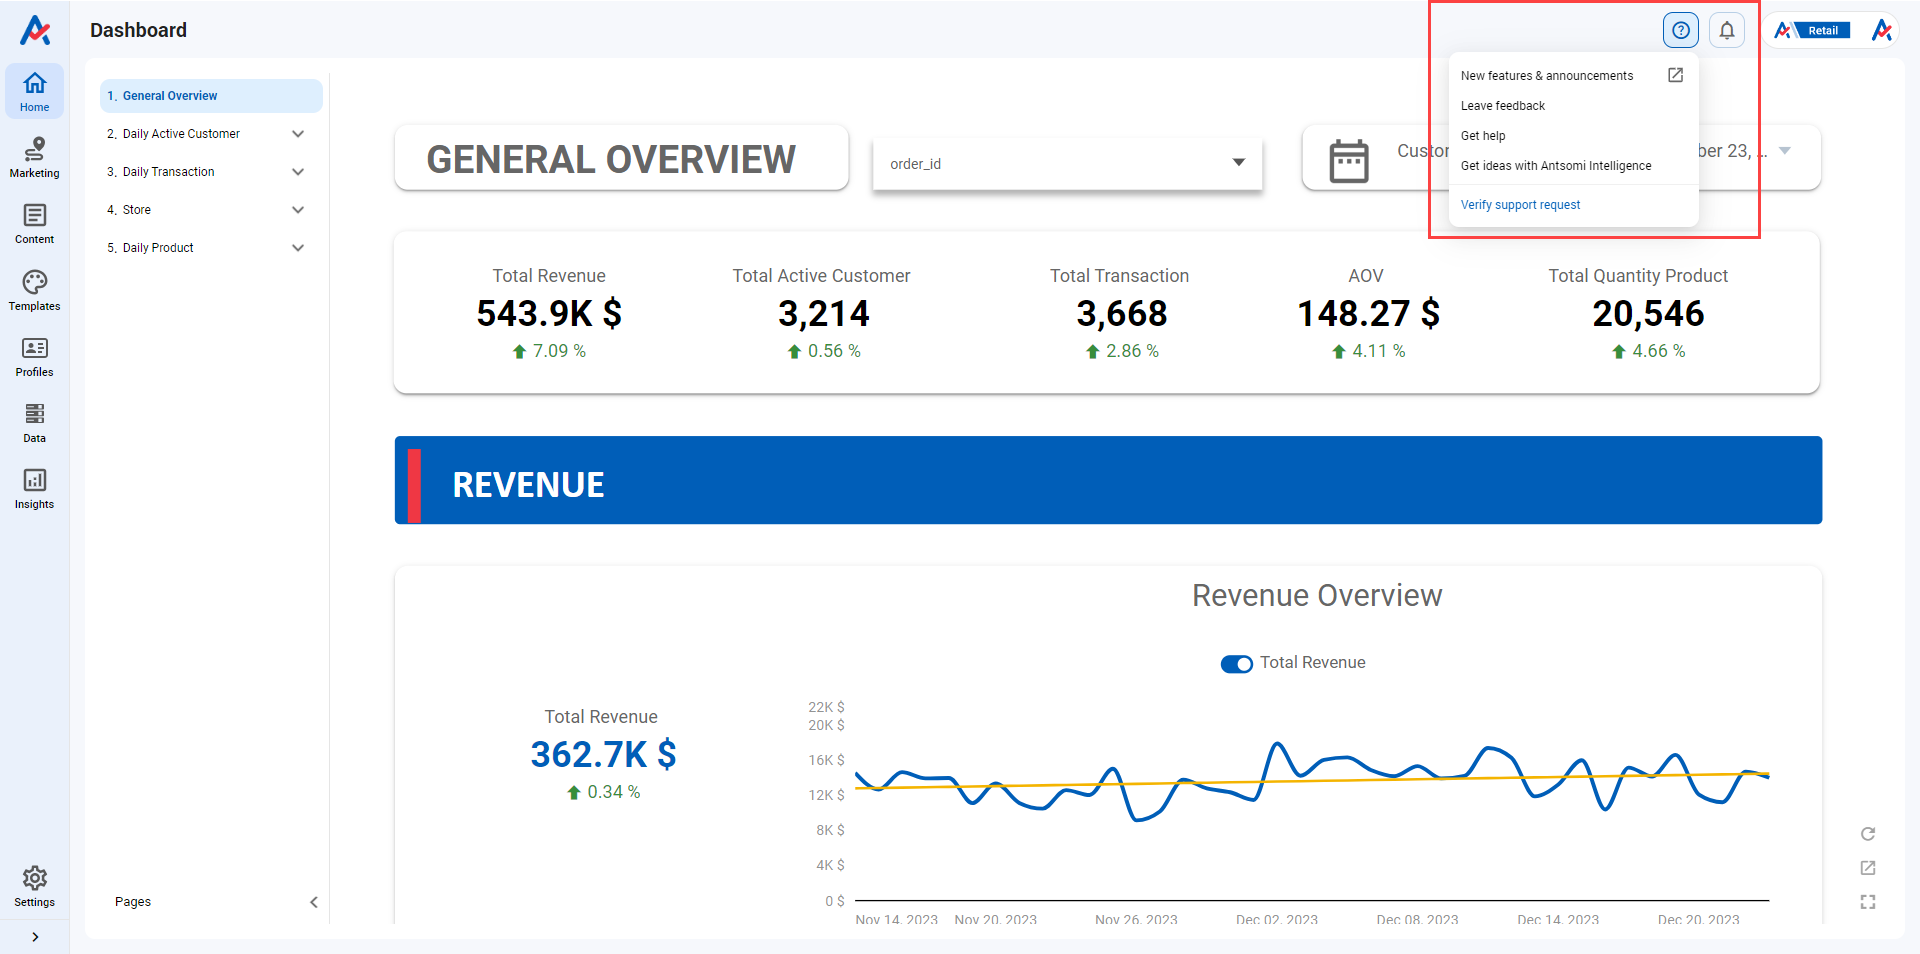 Dashboard
Retail
Home
Marketing
Content
Templates
Profiles
Data
Insights
Settings
1. General Overview
2. Daily Active Customer
3. Daily Transaction
4. Store
5. Daily Product
Pages
New features & announcements
Leave feedback
Get help
Get ideas with Antsomi Intelligence
Verify support request
GENERAL OVERVIEW
order_id
Total Revenue
543.9K $
7.09 %
Total Active Customer
3,214
0.56 %
Total Transaction
3,668
2.86 %
AOV
148.27 $
4.11 %
Total Quantity Product
20,546
4.66 %
REVENUE
Revenue Overview
Total Revenue
Total Revenue
362.7K $
0.34 %
22K $
20K $
16K $
12K $
8K $
4K $
0 $
Nov 14, 2023 Nov 20, 2023 Nov 26, 2023 Dec 02, 2023 Dec 08, 2023 Dec 14, 2023 Dec 20, 2023